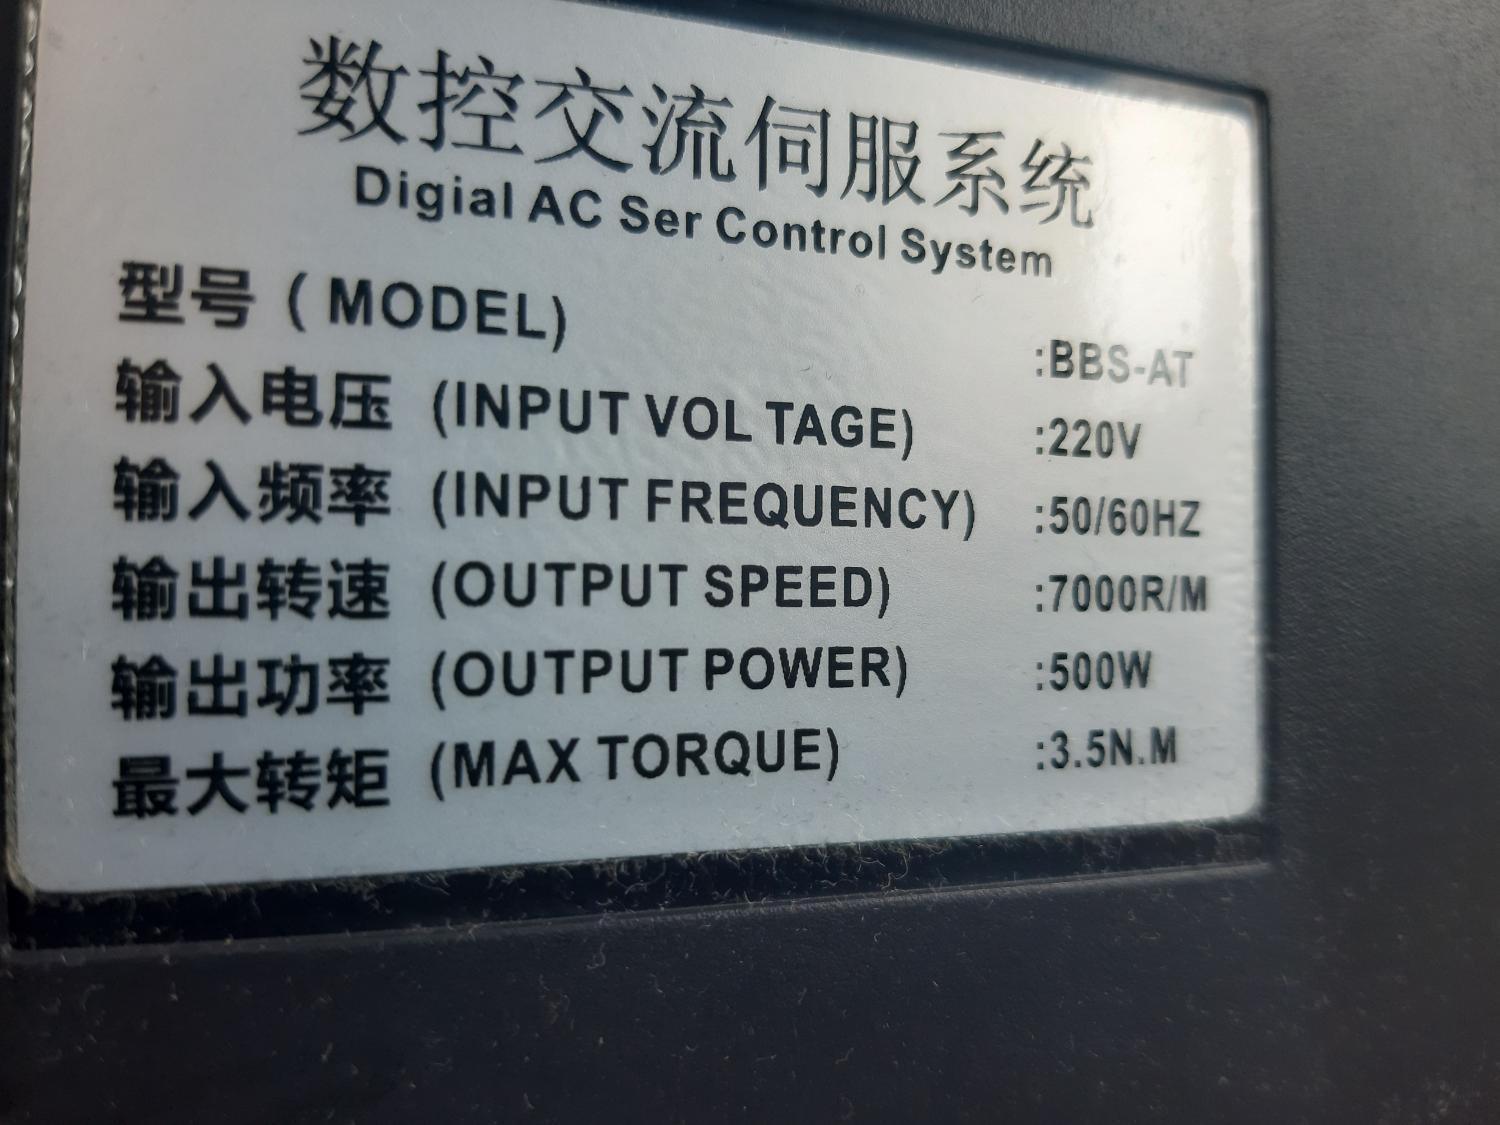 数控交流伺服系统
Digial AC Ser Control System
型号 ( MODEL) :BBS-AT
输入电压 (INPUT VOL TAGE) :220V
输入频率 (INPUT FREQUENCY) :50/60HZ
输出转速 (OUTPUT SPEED) :7000R/M
输出功率 (OUTPUT POWER) :500W
最大转矩 (MAX TORQUE) :3.5N.M